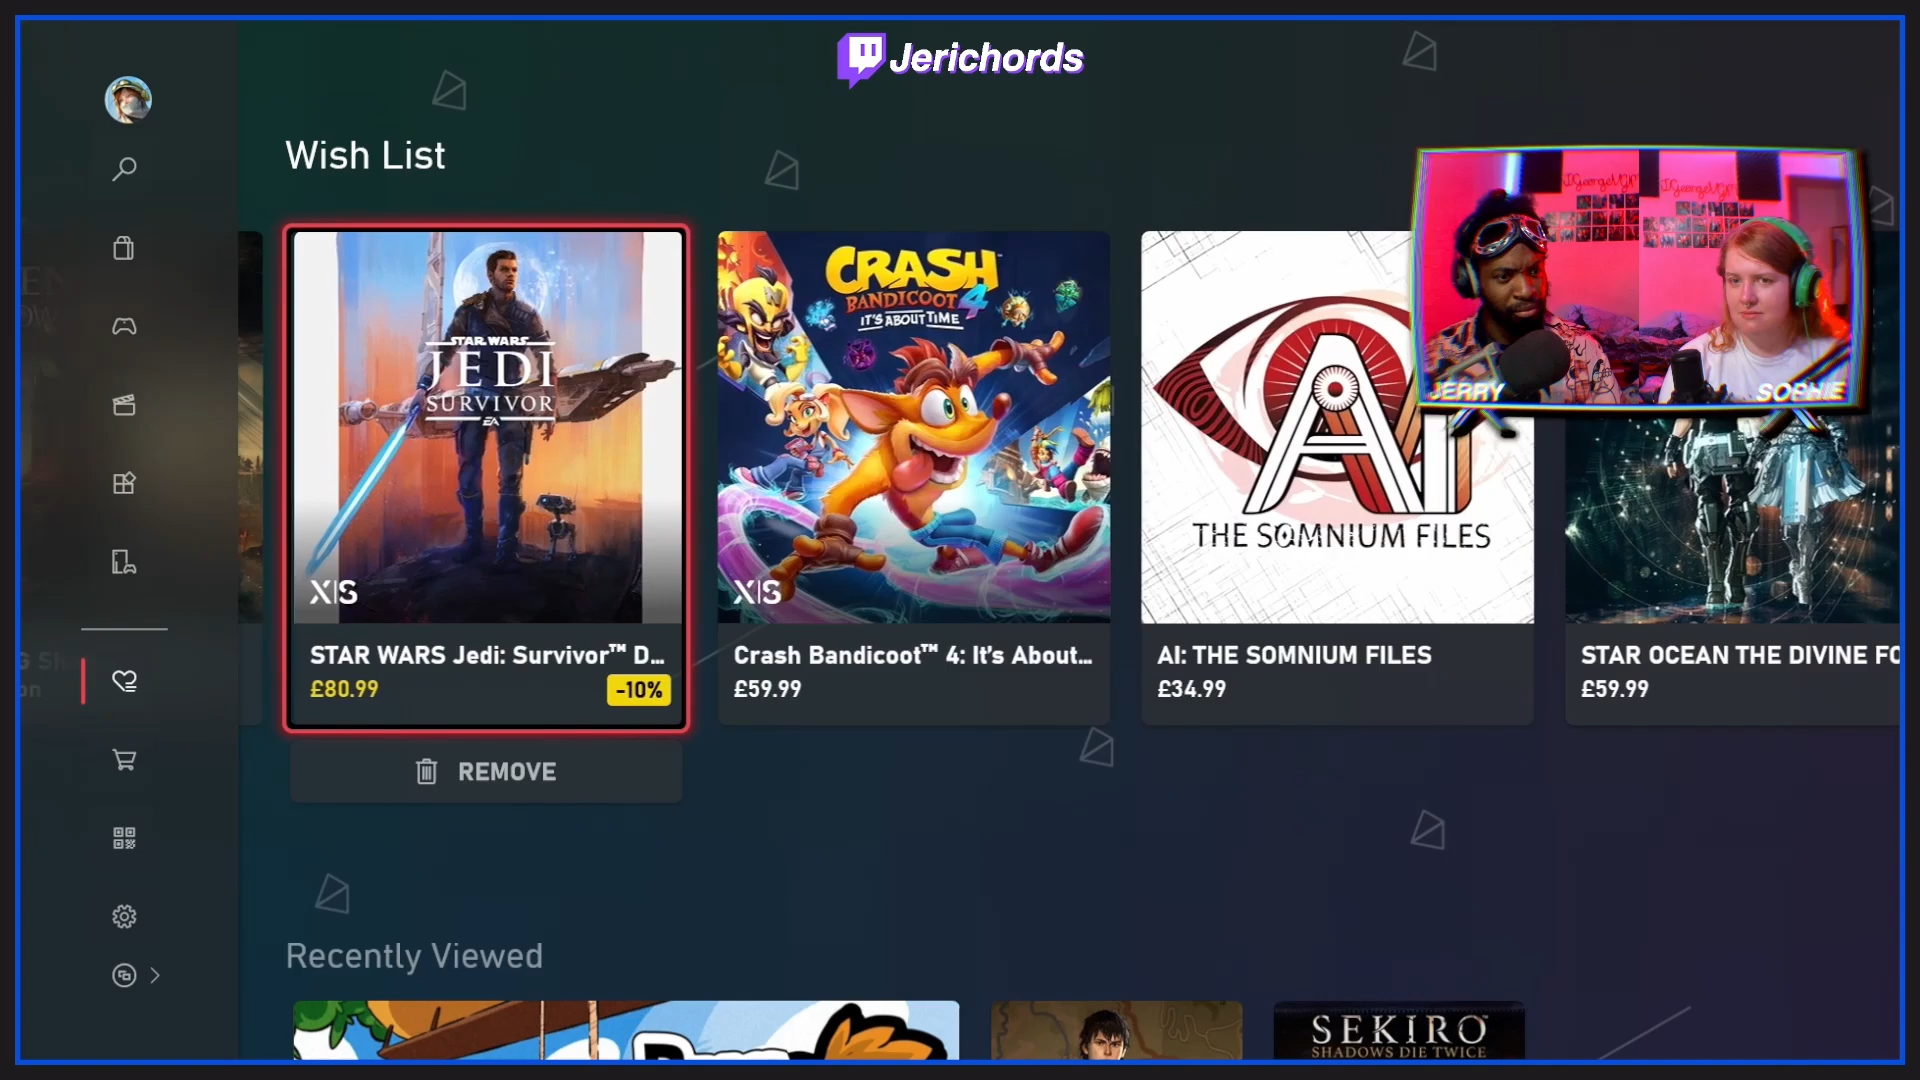 Jerichords
Wish List
STAR WARS
JEDI
SURVIVOR
EA
X|S
STAR WARS Jedi: Survivor™ D...
£80.99
-10%
REMOVE
CRASH
BANDICOOT 4
IT'S ABOUT TIME
X|S
Crash Bandicoot™ 4: It's About...
£59.99
AI
THE SOMNIUM FILES
AI: THE SOMNIUM FILES
£34.99
JERRY
SOPHIE
STAR OCEAN THE DIVINE FO
£59.99
Recently Viewed
SEKIRO
SHADOWS DIE TWICE